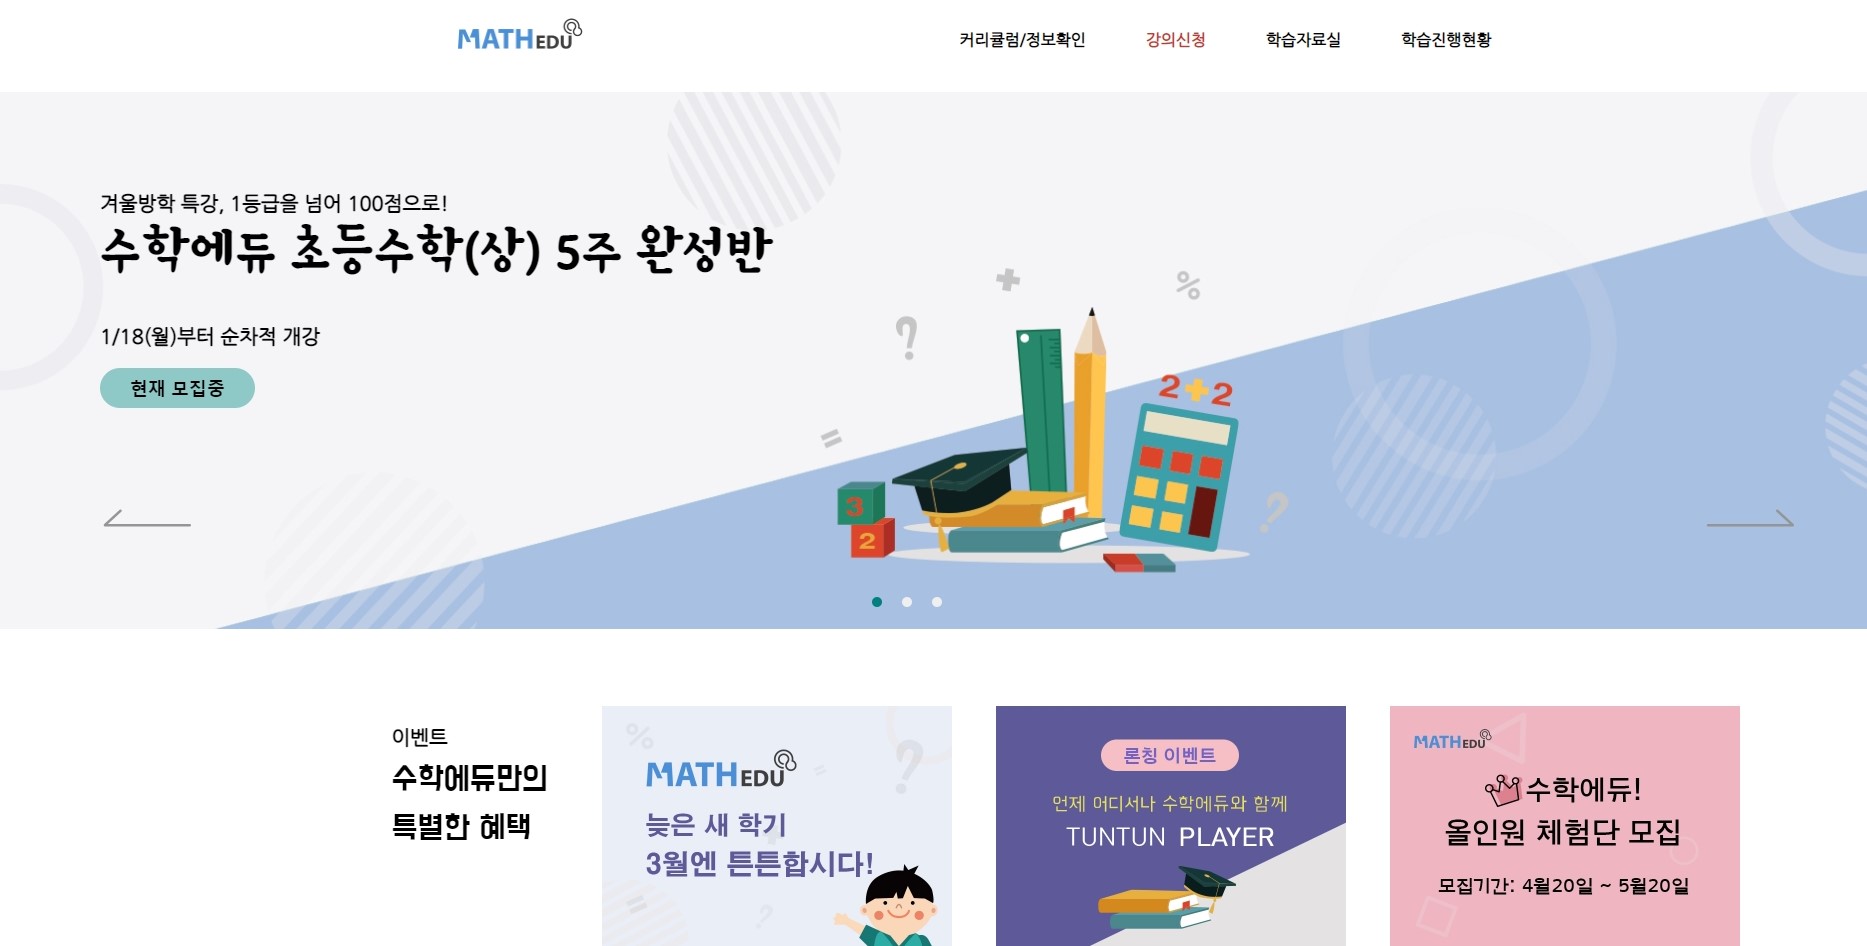 MATH EDU
커리큘럼/정보확인 강의신청 학습자료실 학습진행현황
겨울방학 특강, 1등급을 넘어 100점으로!
수학에듀 초등수학(상) 5주 완성반
1/18(월)부터 순차적 개강
현재 모집중
? + %
=
2+2
3
2
?
이벤트
수학에듀만의
특별한 혜택
% ?
=
MATH EDU
늦은 새 학기
3월엔 튼튼합시다!
=
?
론칭 이벤트
언제 어디서나 수학에듀와 함께
TUNTUN PLAYER
MATH EDU
수학에듀!
올인원 체험단 모집
모집기간: 4월20일 ~ 5월20일